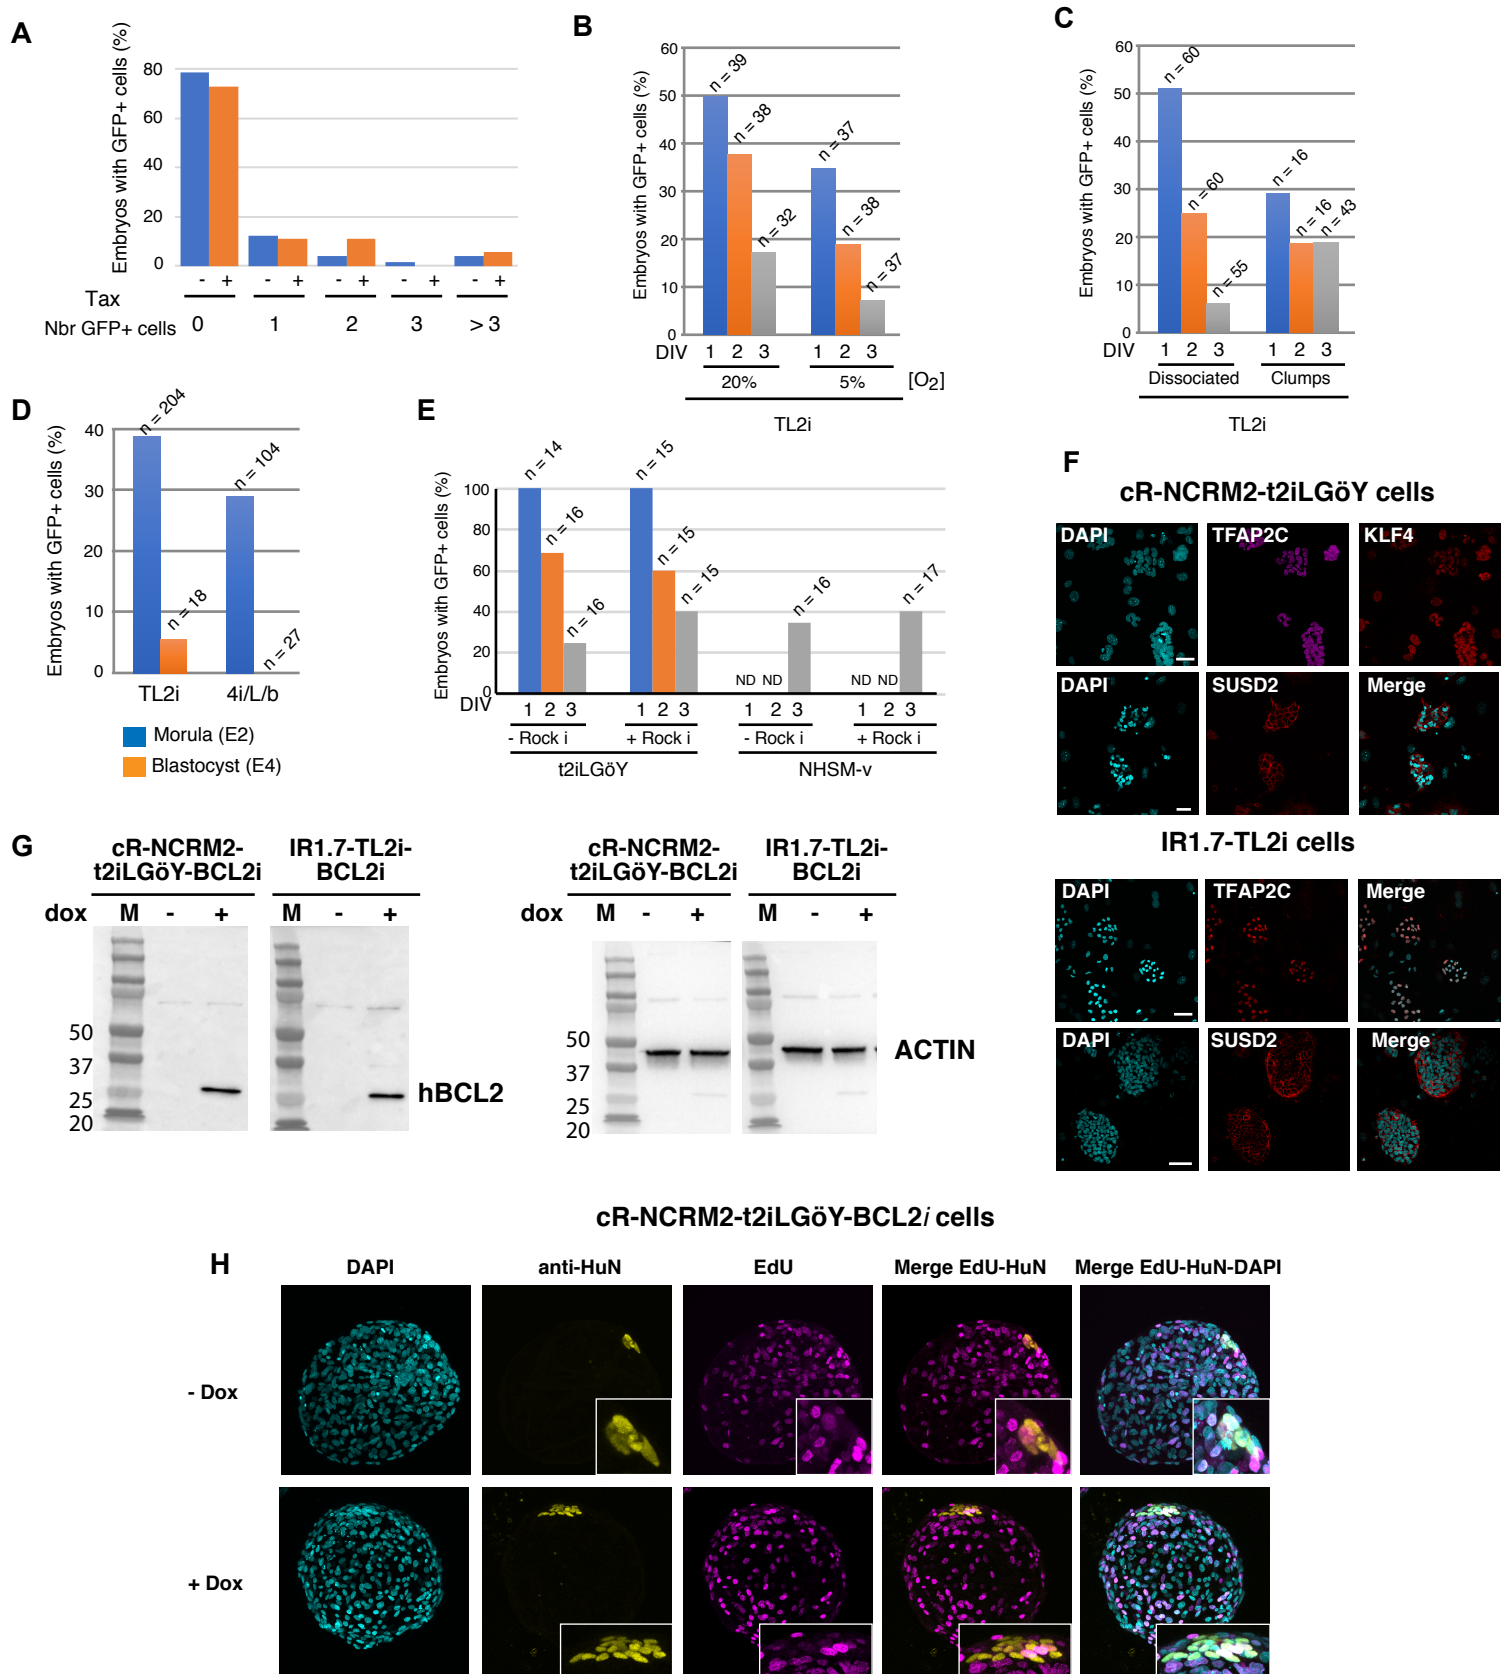 A
Embryos with GFP+ cells (%)
80
60
40
20
0
- + - + - + - + - +
Tax
Nbr GFP+ cells 0 1 2 3 > 3
B
Embryos with GFP+ cells (%)
60
50
40
30
20
10
0
n = 39
n = 38
n = 32
n = 37
n = 38
n = 37
DIV 1 2 3 1 2 3
20% 5% [O2]
TL2i
C
Embryos with GFP+ cells (%)
60
50
40
30
20
10
0
n = 60
n = 60
n = 55
n = 16
n = 16
n = 43
DIV 1 2 3 1 2 3
Dissociated Clumps
TL2i
D
Embryos with GFP+ cells (%)
40
30
20
10
0
n = 204
n = 18
n = 104
n = 27
TL2i 4i/L/b
Morula (E2)
Blastocyst (E4)
E
Embryos with GFP+ cells (%)
100
80
60
40
20
0
n = 14
n = 16
n = 16
n = 15
n = 15
n = 15
ND ND
n = 16
ND ND
n = 17
DIV 1 2 3 1 2 3 1 2 3 1 2 3
- Rock i + Rock i - Rock i + Rock i
t2iLGöY NHSM-v
F
cR-NCRM2-t2iLGöY cells
DAPI TFAP2C KLF4
DAPI SUSD2 Merge
IR1.7-TL2i cells
DAPI TFAP2C Merge
DAPI SUSD2 Merge
G
cR-NCRM2-
t2iLGöY-BCL2i
IR1.7-TL2i-
BCL2i
dox M - + M - +
50
37
25
20
hBCL2
cR-NCRM2-
t2iLGöY-BCL2i
IR1.7-TL2i-
BCL2i
dox M - + M - +
50
37
25
20
ACTIN
cR-NCRM2-t2iLGöY-BCL2i cells
H
DAPI anti-HuN EdU Merge EdU-HuN Merge EdU-HuN-DAPI
- Dox
+ Dox